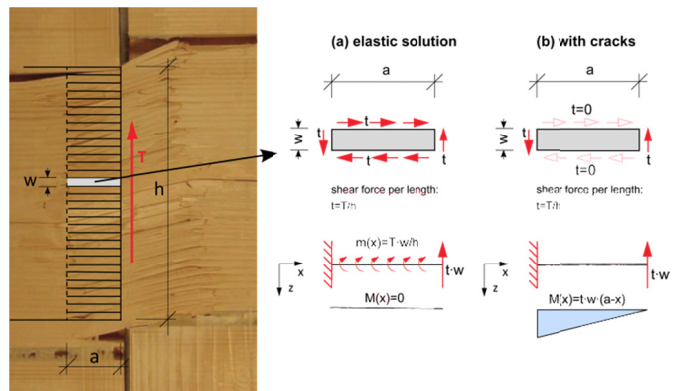 w
T
h
a
(a) elastic solution
a
t
w
t
t
t
shear force per length:
t=T/h
m(x)=T·w/h
x
z
t·w
M(x)=0
(b) with cracks
a
t=0
w
t
t
t=0
shear force per length:
t=T/h
x
z
t·w
M(x)=t·w·(a-x)